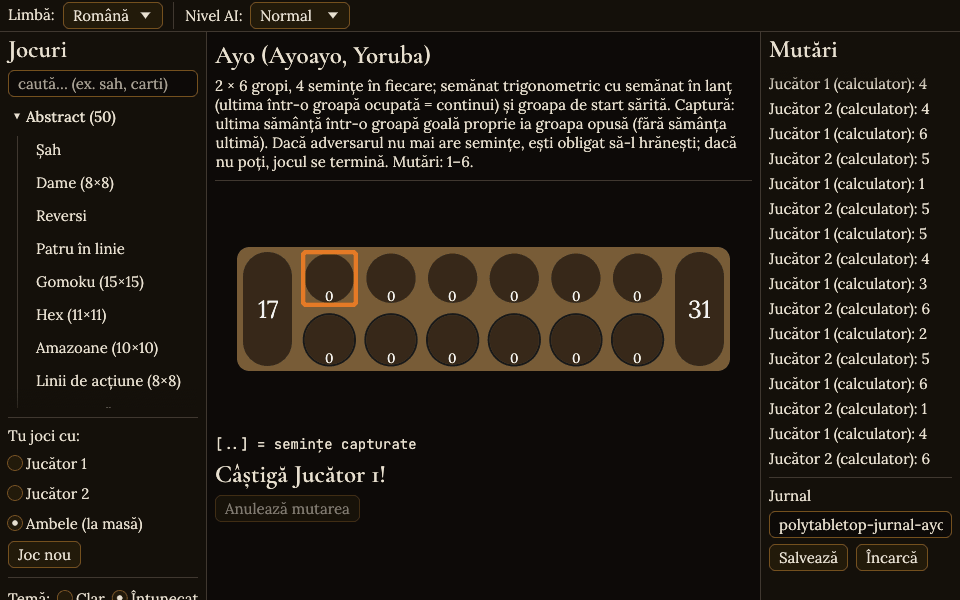 Limbă: Română ▼ Nivel AI: Normal ▼
Jocuri
caută... (ex. sah, carti)
▾ Abstract (50)
Șah
Dame (8×8)
Reversi
Patru în linie
Gomoku (15×15)
Hex (11×11)
Amazoane (10×10)
Linii de acțiune (8×8)
Tu joci cu:
Jucător 1
Jucător 2
Ambele (la masă)
Joc nou
Temă: Clar Întunecat
Ayo (Ayoayo, Yoruba)
2 × 6 gropi, 4 semințe în fiecare; semănat trigonometric cu semănat în lanț
(ultima într-o groapă ocupată = continui) și groapa de start sărită. Captură:
ultima sămânță într-o groapă goală proprie ia groapa opusă (fără sămânța
ultimă). Dacă adversarul nu mai are semințe, ești obligat să-l hrănești; dacă
nu poți, jocul se termină. Mutări: 1–6.
17 0 0 0 0 0 0 31
0 0 0 0 0 0
[..] = semințe capturate
Câștigă Jucător 1!
Anulează mutarea
Mutări
Jucător 1 (calculator): 4
Jucător 2 (calculator): 4
Jucător 1 (calculator): 6
Jucător 2 (calculator): 5
Jucător 1 (calculator): 1
Jucător 2 (calculator): 5
Jucător 1 (calculator): 5
Jucător 2 (calculator): 4
Jucător 1 (calculator): 3
Jucător 2 (calculator): 6
Jucător 1 (calculator): 2
Jucător 2 (calculator): 5
Jucător 1 (calculator): 6
Jucător 2 (calculator): 1
Jucător 1 (calculator): 4
Jucător 2 (calculator): 6
Jurnal
polytabletop-jurnal-ayo
Salvează Încarcă